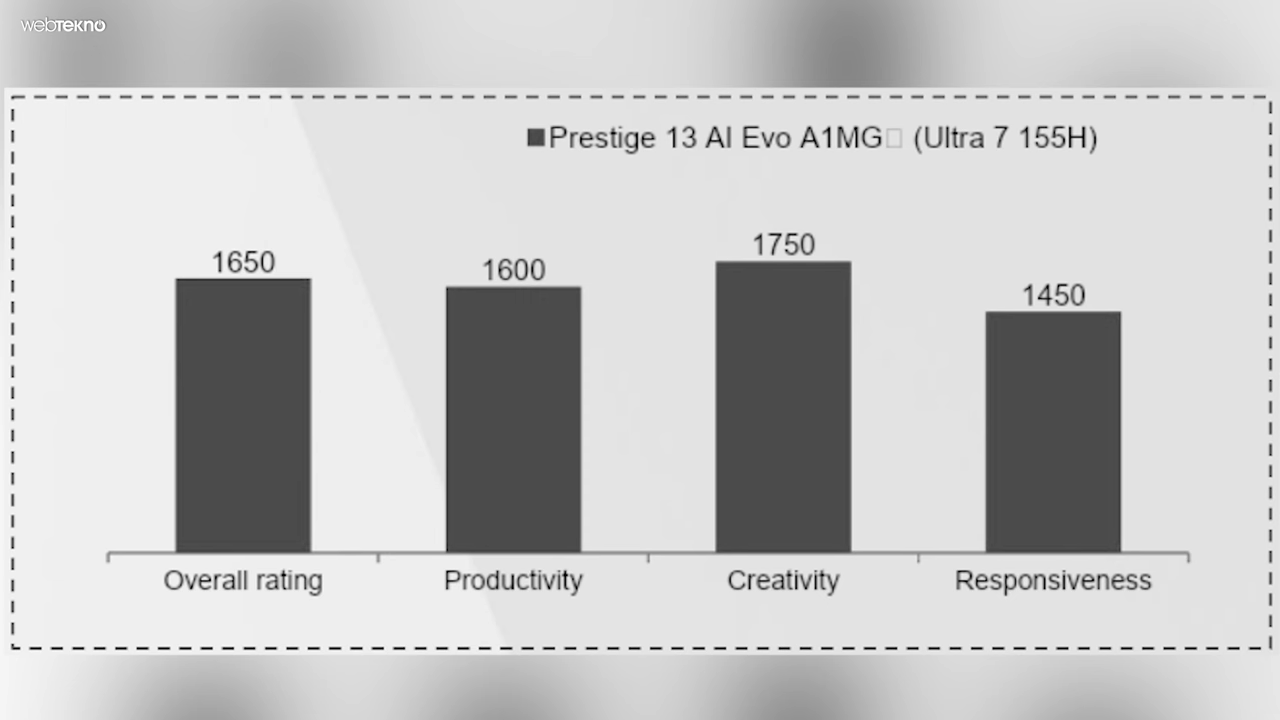 webtekno
Prestige 13 AI Evo A1MG□ (Ultra 7 155H)
1650
1600
1750
1450
Overall rating
Productivity
Creativity
Responsiveness